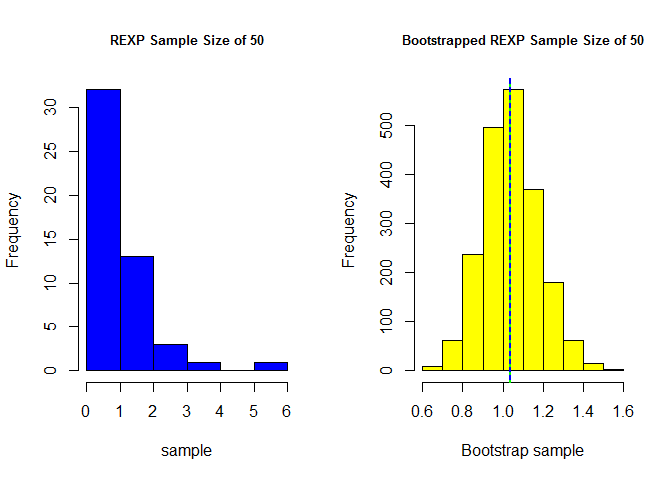 REXP Sample Size of 50
Frequency
0 5 10 15 20 25 30
0 1 2 3 4 5 6
sample
Bootstrapped REXP Sample Size of 50
Frequency
0 100 200 300 400 500
0.6 0.8 1.0 1.2 1.4 1.6
Bootstrap sample